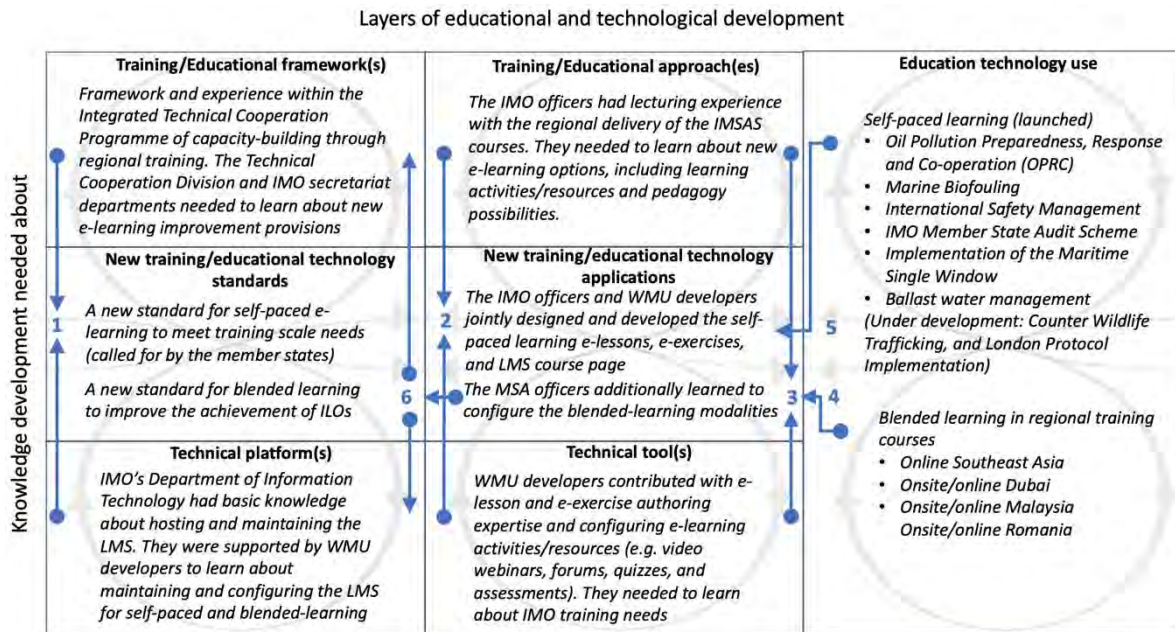 Layers of educational and technological development
Knowledge development needed about
Training/Educational framework(s)
Framework and experience within the
Integrated Technical Cooperation
Programme of capacity-building through
regional training. The Technical
Cooperation Division and IMO secretariat
departments needed to learn about new
e-learning improvement provisions
Training/Educational approach(es)
The IMO officers had lecturing experience
with the regional delivery of the IMSAS
courses. They needed to learn about new
e-learning options, including learning
activities/resources and pedagogy
possibilities.
Education technology use
Self-paced learning (launched)
• Oil Pollution Preparedness, Response
and Co-operation (OPRC)
• Marine Biofouling
• International Safety Management
• IMO Member State Audit Scheme
• Implementation of the Maritime
Single Window
• Ballast water management
(Under development: Counter Wildlife
Trafficking, and London Protocol
Implementation)
Blended learning in regional training
courses
• Online Southeast Asia
• Onsite/online Dubai
• Onsite/online Malaysia
Onsite/online Romania
New training/educational technology
standards
A new standard for self-paced e-
learning to meet training scale needs
(called for by the member states)
A new standard for blended learning
to improve the achievement of ILOs
New training/educational technology
applications
The IMO officers and WMU developers
jointly designed and developed the self-
paced learning e-lessons, e-exercises,
and LMS course page
The MSA officers additionally learned to
configure the blended-learning modalities
1
2
5
6
3
4
Technical platform(s)
IMO's Department of Information
Technology had basic knowledge
about hosting and maintaining the
LMS. They were supported by WMU
developers to learn about
maintaining and configuring the LMS
for self-paced and blended-learning
Technical tool(s)
WMU developers contributed with e-
lesson and e-exercise authoring
expertise and configuring e-learning
activities/resources (e.g. video
webinars, forums, quizzes, and
assessments). They needed to learn
about IMO training needs